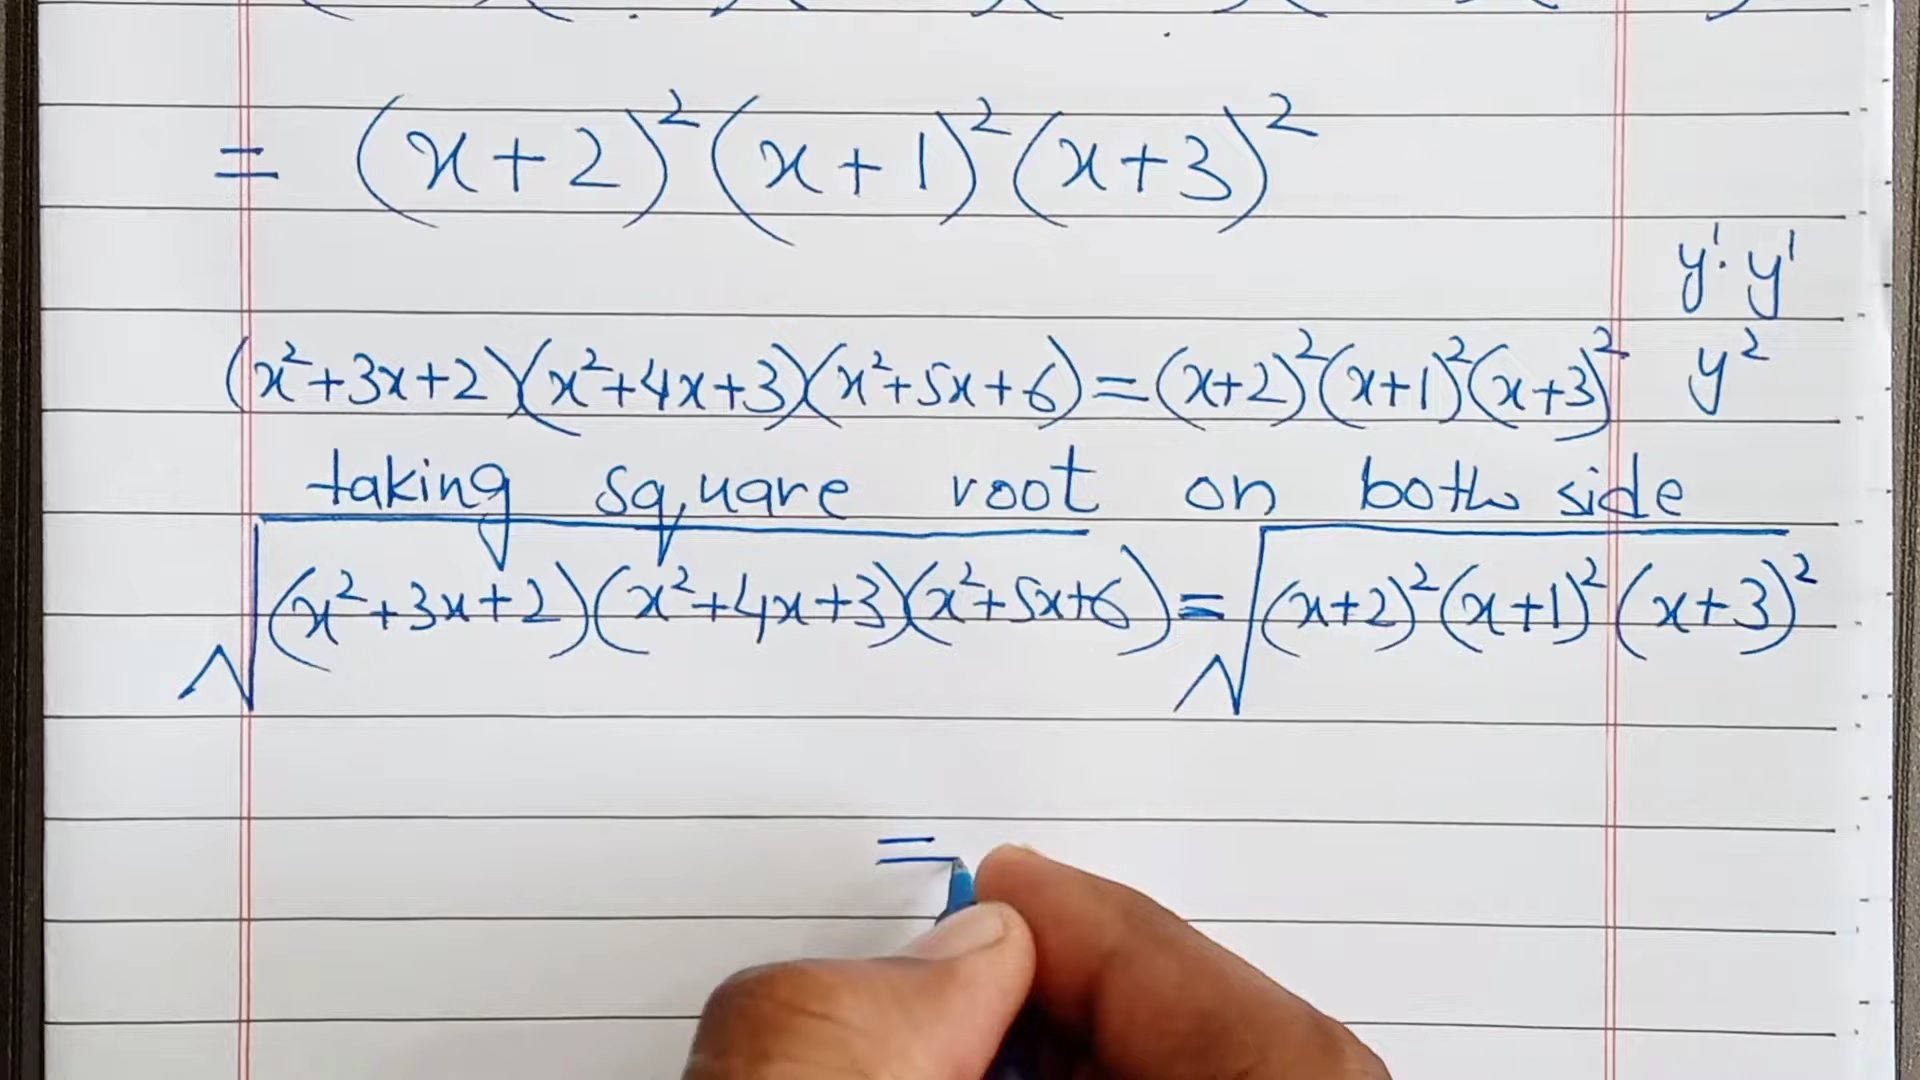 = (x+2)²(x+1)²(x+3)²
y¹·y¹
(x²+3x+2)(x²+4x+3)(x²+5x+6)=(x+2)²(x+1)²(x+3)² y²
taking square root on both side
√(x²+3x+2)(x²+4x+3)(x²+5x+6)=√(x+2)²(x+1)²(x+3)²
=